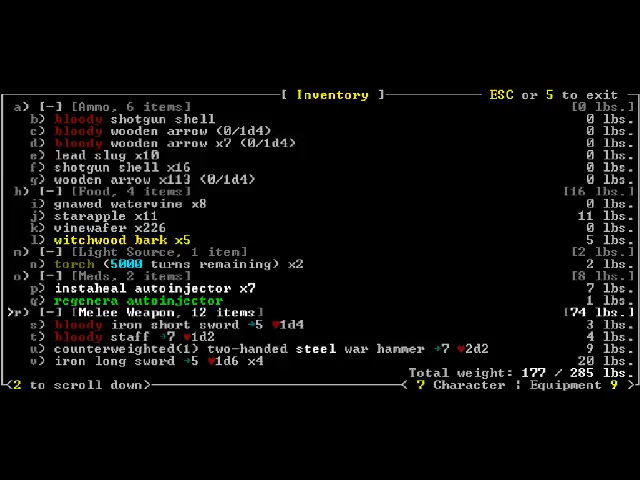 [ Inventory ] ESC or 5 to exit
a) [-] [Ammo, 6 items] [0 lbs.]
b) bloody shotgun shell 0 lbs.
c) bloody wooden arrow (0/1d4) 0 lbs.
d) bloody wooden arrow x7 (0/1d4) 0 lbs.
e) lead slug x10 0 lbs.
f) shotgun shell x16 0 lbs.
g) wooden arrow x113 (0/1d4) 0 lbs.
h) [-] [Food, 4 items] [16 lbs.]
i) gnawed watervine x8 0 lbs.
j) starapple x11 11 lbs.
k) vinewafer x226 0 lbs.
l) witchwood bark x5 5 lbs.
m) [-] [Light Source, 1 item] [2 lbs.]
n) torch (5000 turns remaining) x2 2 lbs.
o) [-] [Meds, 2 items] [8 lbs.]
p) instaheal autoinjector x7 7 lbs.
q) regenera autoinjector 1 lbs.
>r) [-] [Melee Weapon, 12 items] [74 lbs.]
s) bloody iron short sword →5 ♥1d4 3 lbs.
t) bloody staff →7 ♥1d2 4 lbs.
u) counterweighted(1) two-handed steel war hammer →7 ♥2d2 9 lbs.
v) iron long sword →5 ♥1d6 x4 20 lbs.
Total weight: 177 / 285 lbs.
<2 to scroll down> < 7 Character | Equipment 9 >